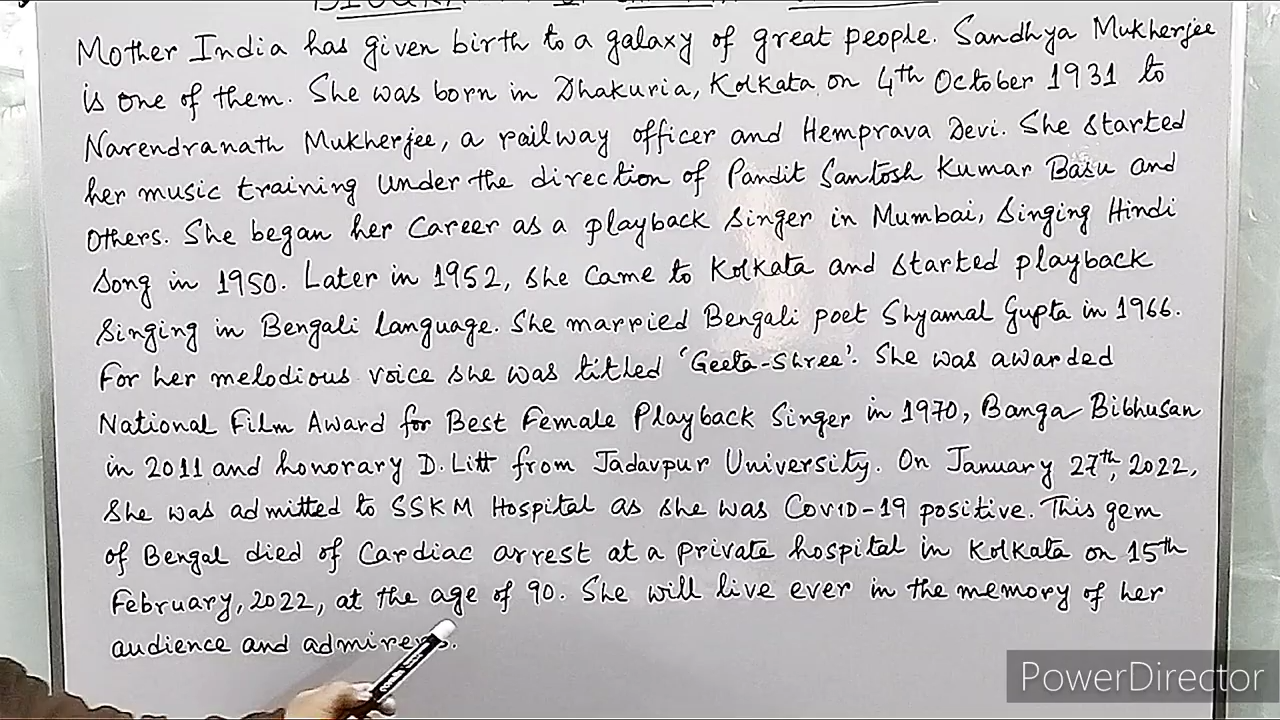 Mother India has given birth to a galaxy of great people. Sandhya Mukherjee
is one of them. She was born in Dhakuria, Kolkata on 4th October 1931 to
Narendranath Mukherjee, a railway officer and Hemprava Devi. She started
her music training under the direction of Pandit Santosh Kumar Basu and
others. She began her career as a playback singer in Mumbai, singing Hindi
song in 1950. Later in 1952, she came to Kolkata and started playback
singing in Bengali language. She married Bengali poet Shyamal Gupta in 1966.
For her melodious voice she was titled 'Geeta-Shree'. She was awarded
National Film Award for Best Female Playback Singer in 1970, Banga Bibhusan
in 2011 and honorary D.Litt from Jadavpur University. On January 27th, 2022,
she was admitted to SSKM Hospital as she was Covid-19 positive. This gem
of Bengal died of Cardiac arrest at a private hospital in Kolkata on 15th
February, 2022, at the age of 90. She will live ever in the memory of her
audience and admirers.
PowerDirector